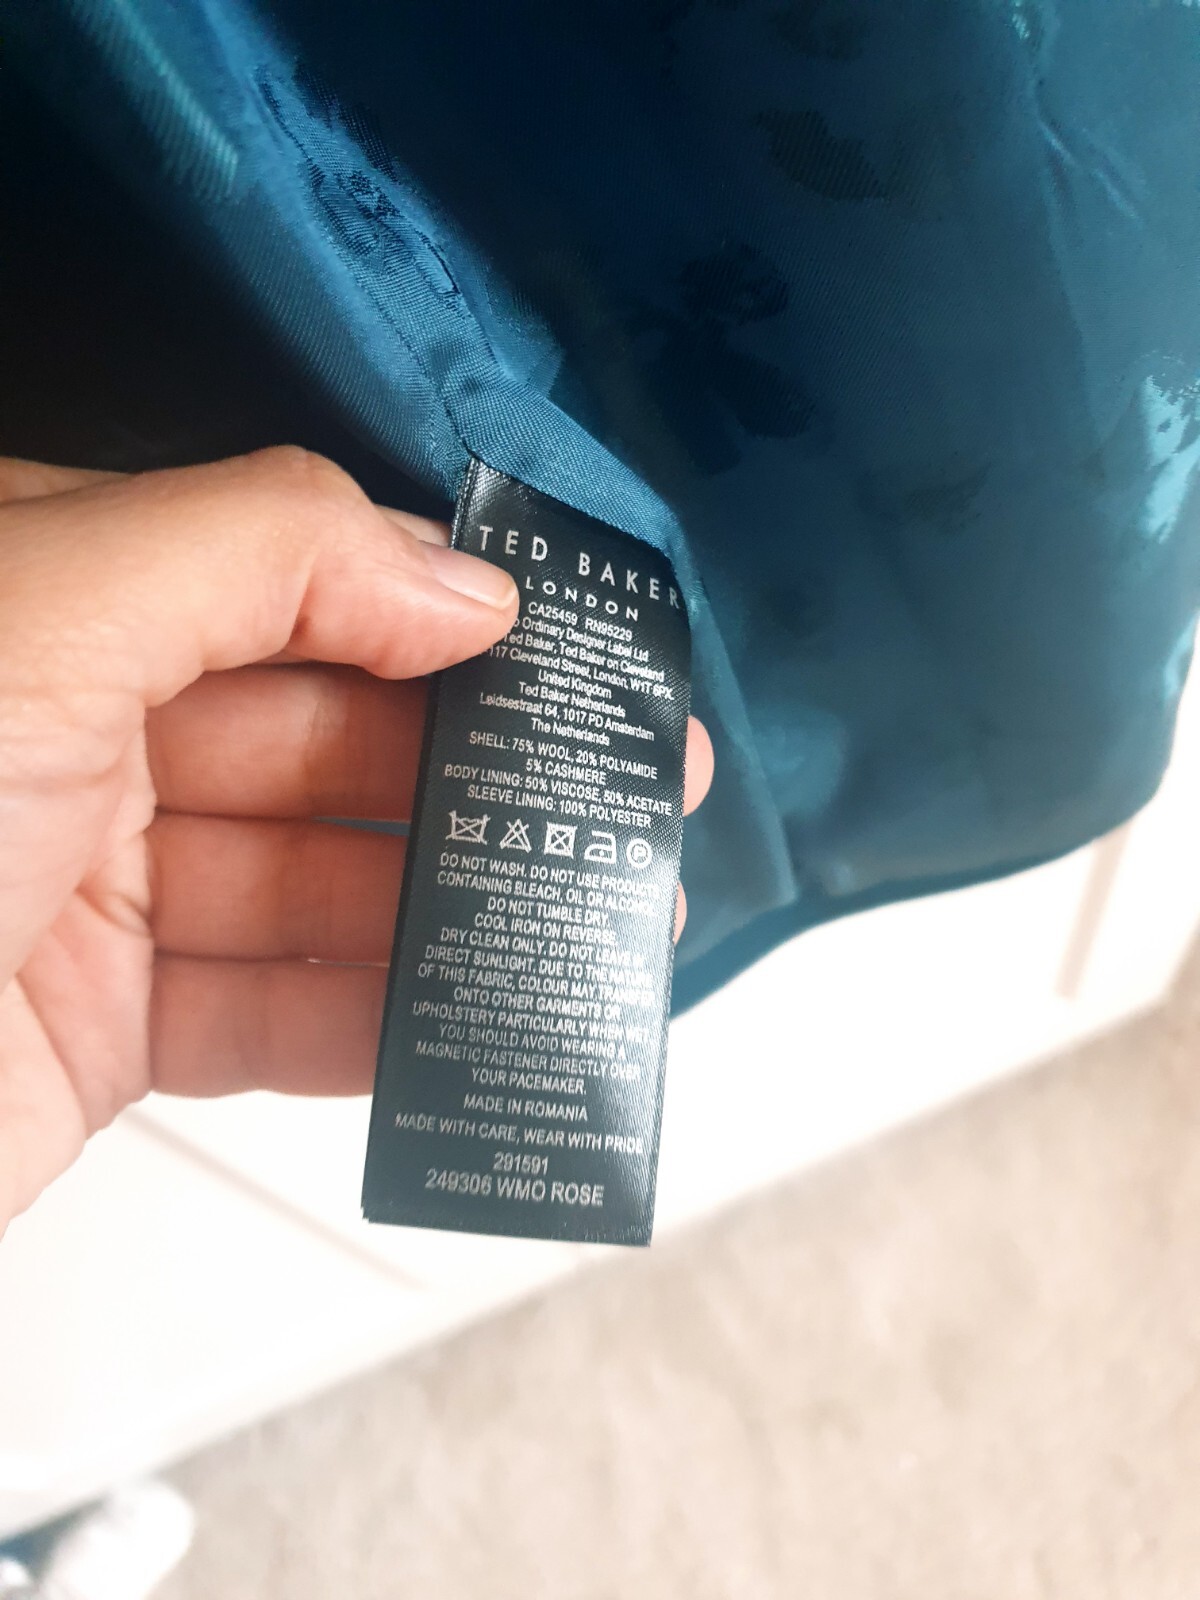 TED BAKER
LONDON
CA25459 RN95229
Ordinary Designer Label Ltd
Ted Baker, Ted Baker on Cleveland
117 Cleveland Street, London, W1T 6PX.
United Kingdom
Ted Baker Netherlands
Leidsestraat 64, 1017 PD Amsterdam
The Netherlands
SHELL: 75% WOOL, 20% POLYAMIDE
5% CASHMERE
BODY LINING: 50% VISCOSE, 50% ACETATE
SLEEVE LINING: 100% POLYESTER
P
DO NOT WASH. DO NOT USE PRODUCTS
CONTAINING BLEACH, OIL OR ALCOHOL.
DO NOT TUMBLE DRY.
COOL IRON ON REVERSE.
DRY CLEAN ONLY. DO NOT LEAVE IN
DIRECT SUNLIGHT. DUE TO THE NATURE
OF THIS FABRIC, COLOUR MAY TRANSFER
ONTO OTHER GARMENTS OR
UPHOLSTERY PARTICULARLY WHEN WET.
YOU SHOULD AVOID WEARING A
MAGNETIC FASTENER DIRECTLY OVER
YOUR PACEMAKER.
MADE IN ROMANIA
MADE WITH CARE, WEAR WITH PRIDE
291591
249306 WMO ROSE